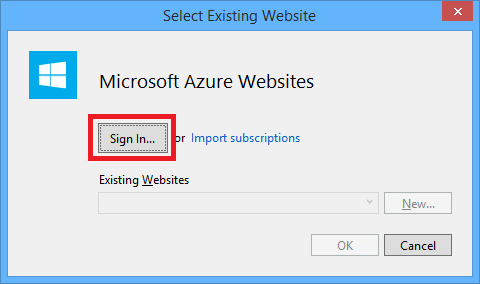 Select Existing Website
Microsoft Azure Websites
Sign In... or Import subscriptions
Existing Websites
New...
OK Cancel